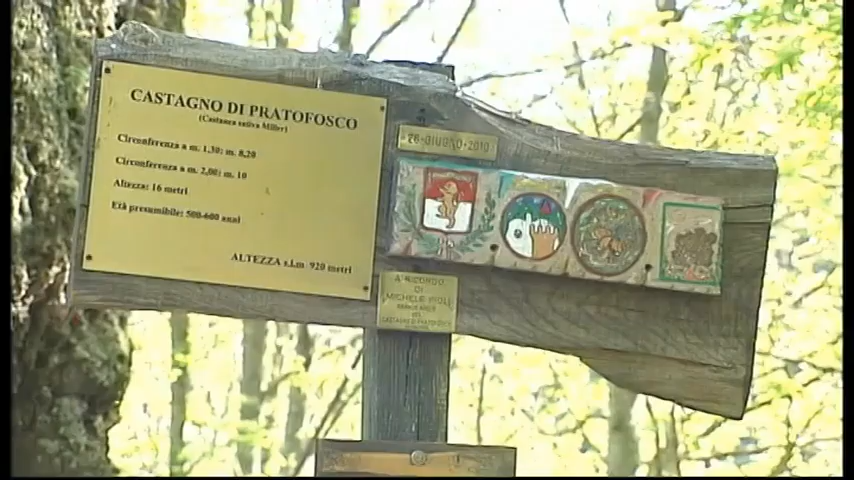 CASTAGNO DI PRATOFOSCO
(Castanea sativa Miller)
Circonferenza a m. 1,30: m. 8,20
Circonferenza a m. 2,00: m. 10
Altezza: 16 metri
Età presumibile: 500-600 anni
ALTEZZA s.l.m 920 metri
26 GIUGNO 2010
A RICORDO
DI
MICHELE
CASTAGNO DI PRATOFOSCO